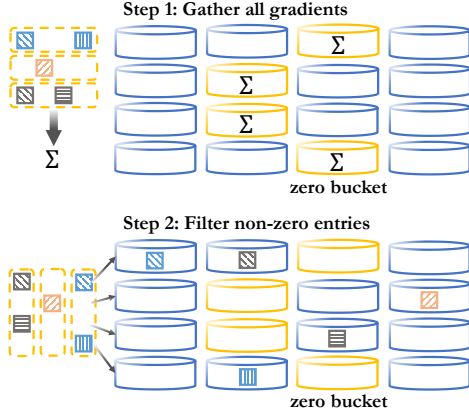 Step 1: Gather all gradients
Σ
Σ
Σ
Σ
Σ
zero bucket
Step 2: Filter non-zero entries
zero bucket